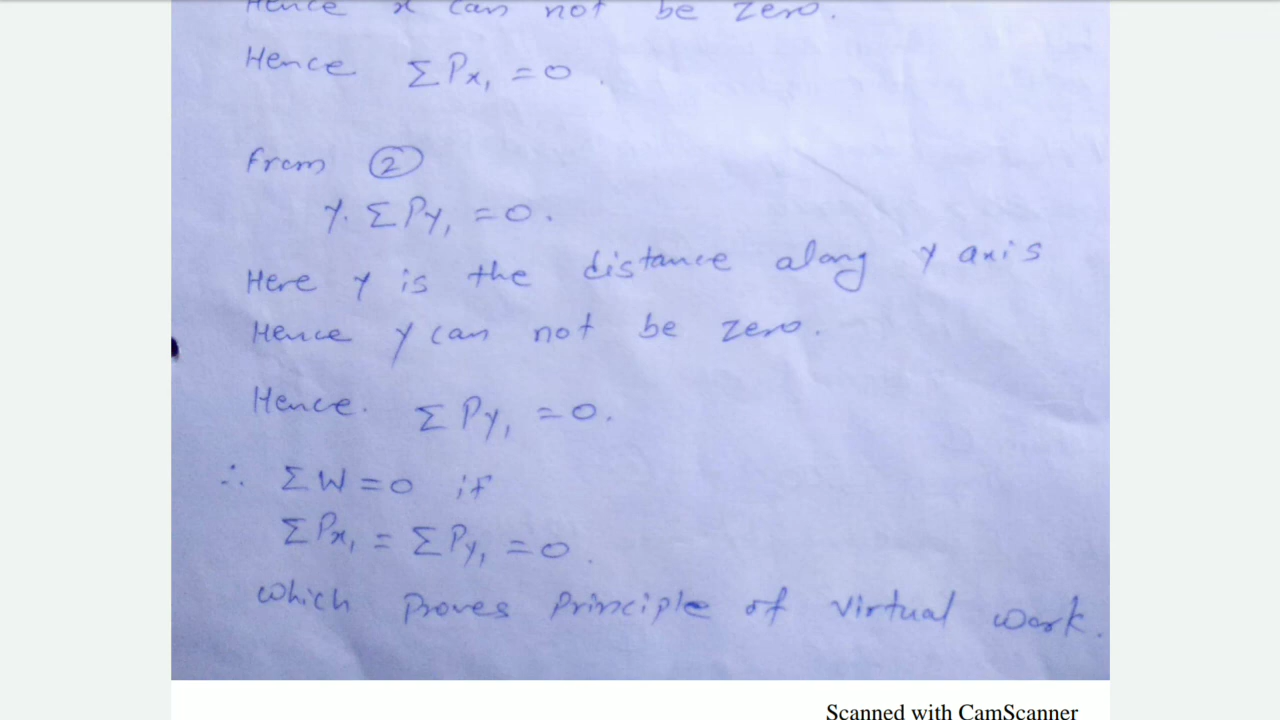 Hence x can not be zero.
Hence ΣPx₁ = 0.
From ②
y. ΣPy₁ = 0.
Here y is the distance along y axis
Hence y can not be zero.
Hence. ΣPy₁ = 0.
∴ ΣW = 0 if
ΣPx₁ = ΣPy₁ = 0.
Which proves Principle of virtual work.
Scanned with CamScanner